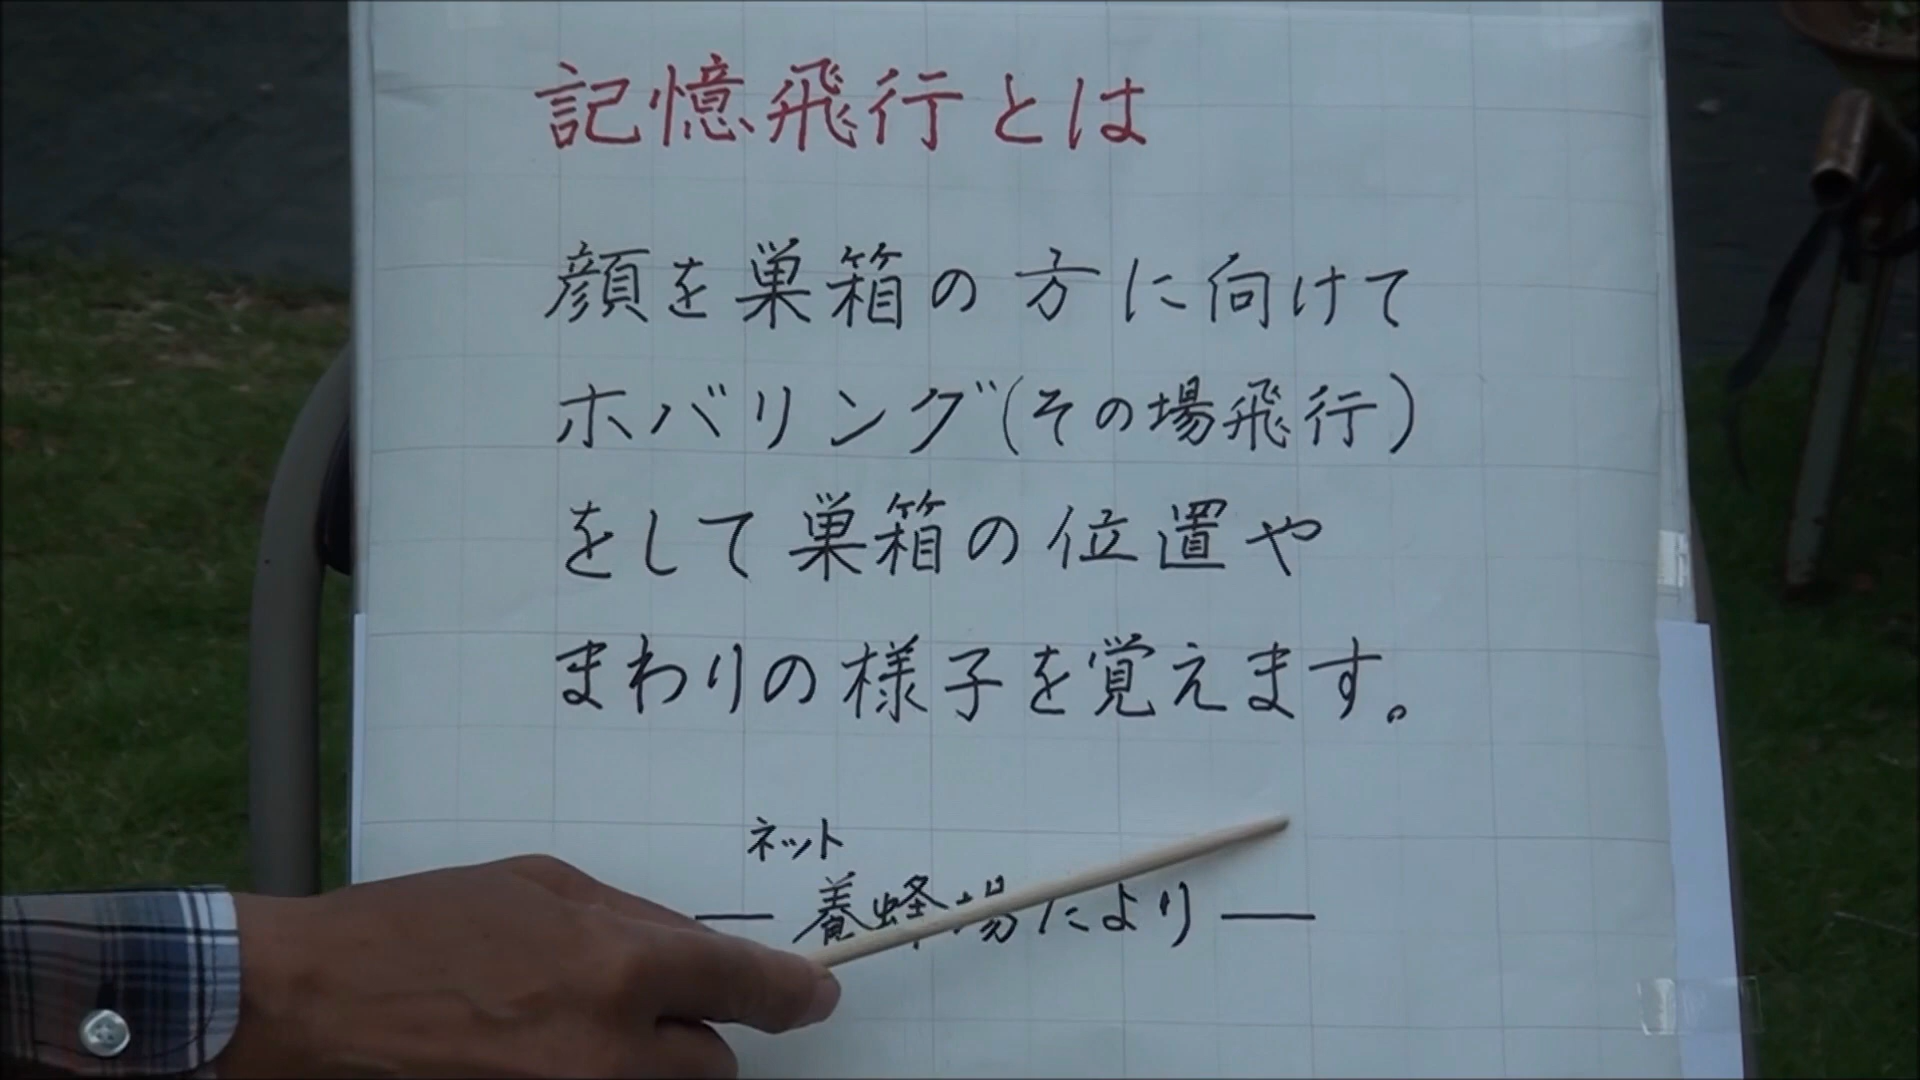 記憶飛行とは
顔を巣箱の方に向けて
ホバリング(その場飛行)
をして巣箱の位置や
まわりの様子を覚えます。
ネット
― 養蜂場だより ―